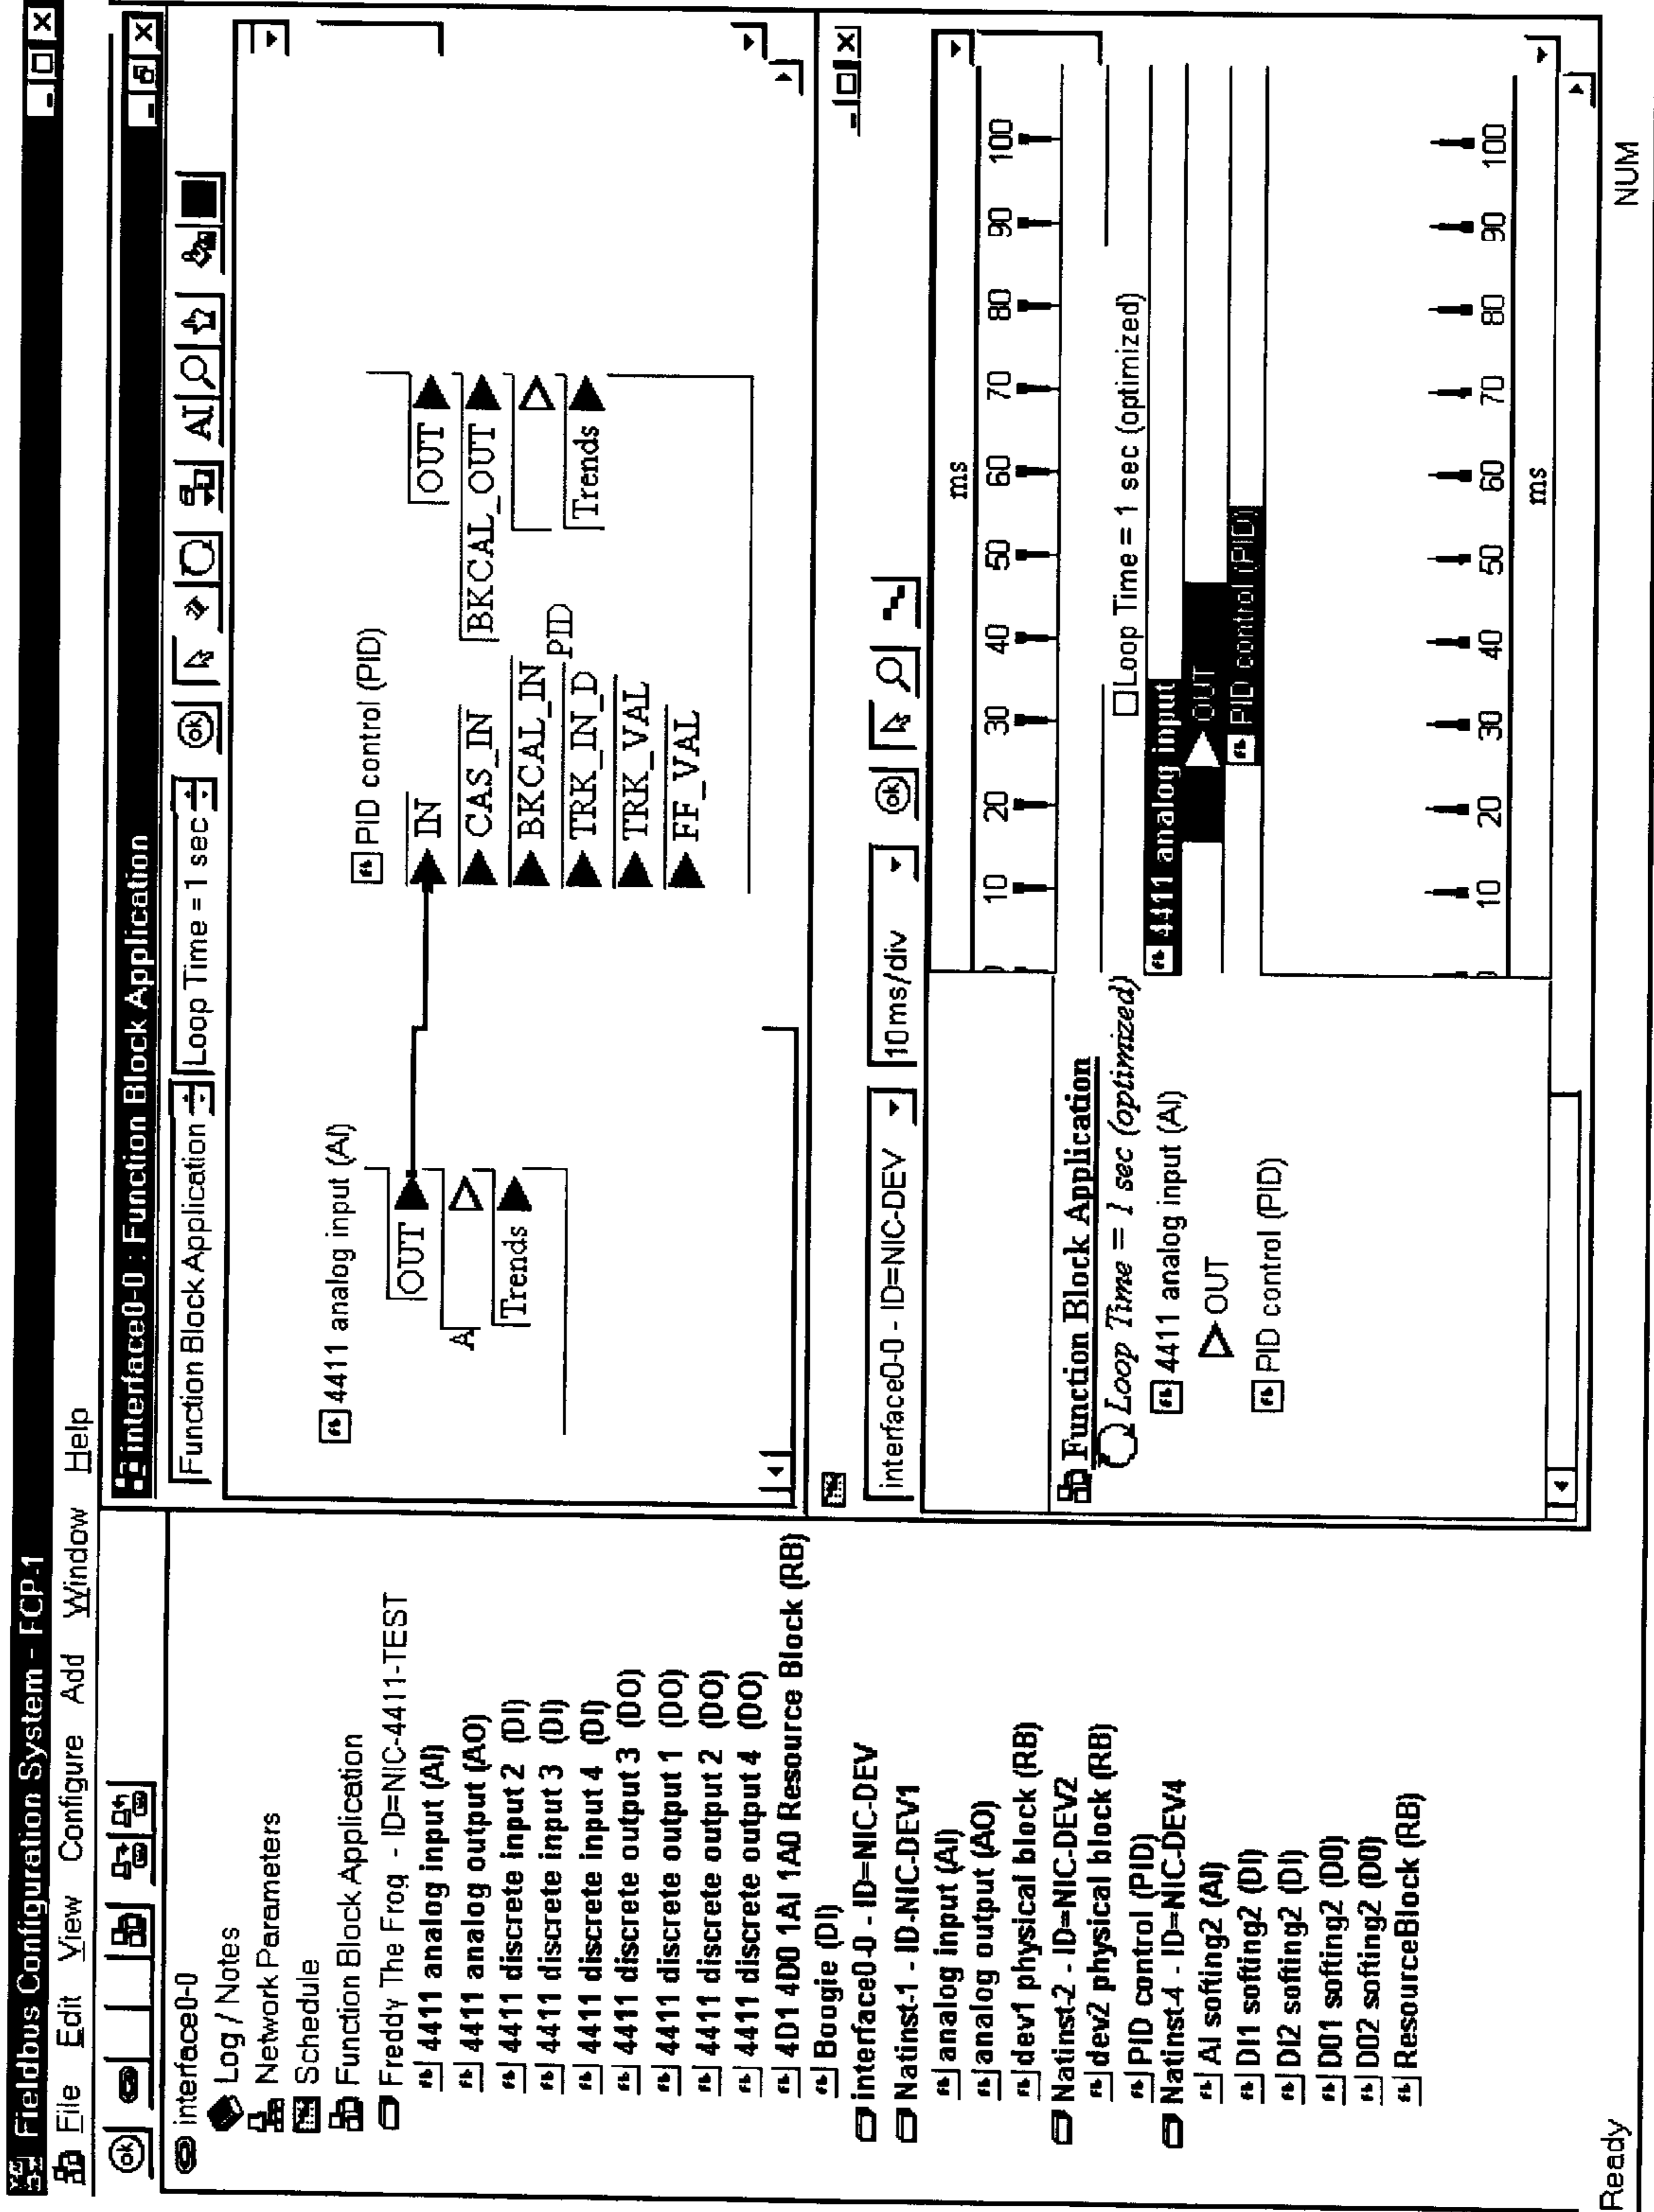 Fieldbus Configuration System - FCP-1
File Edit View Configure Add Window Help
interface0-0
Log / Notes
Network Parameters
Schedule
Function Block Application
Freddy The Frog - ID=NIC-4411-TEST
4411 analog input (AI)
4411 analog output (AO)
4411 discrete input 2 (DI)
4411 discrete input 3 (DI)
4411 discrete input 4 (DI)
4411 discrete output 3 (DO)
4411 discrete output 1 (DO)
4411 discrete output 2 (DO)
4411 discrete output 4 (DO)
4D1 4D0 1AI 1A0 Resource Block (RB)
Boogie (DI)
interface0-0 - ID=NIC-DEV
Natinst-1 - ID-NIC-DEV1
analog input (AI)
analog output (AO)
dev1 physical block (RB)
Natinst-2 - ID=NIC-DEV2
dev2 physical block (RB)
PID control (PID)
Natinst-4 - ID=NIC-DEV4
AI softing2 (AI)
DI1 softing2 (DI)
DI2 softing2 (DI)
DO1 softing2 (DO)
DO2 softing2 (DO)
ResourceBlock (RB)
interface0-0 : Function Block Application
Function Block Application Loop Time = 1 sec ok AI
4411 analog input (AI)
OUT
A
Trends
PID control (PID)
IN
CAS_IN
BKCAL_IN
TRK_IN_D
TRK_VAL
FF_VAL
PID
OUT
BKCAL_OUT
Trends
interface0-0 - ID=NIC-DEV 10ms/div ok
ms
0 10 20 30 40 50 60 70 80 90 100
Function Block Application
Loop Time = 1 sec (optimized)
Loop Time = 1 sec (optimized)
4411 analog input (AI)
4411 analog input
OUT
OUT
PID control (PID)
PID control (PID)
0 10 20 30 40 50 60 70 80 90 100
ms
Ready NUM